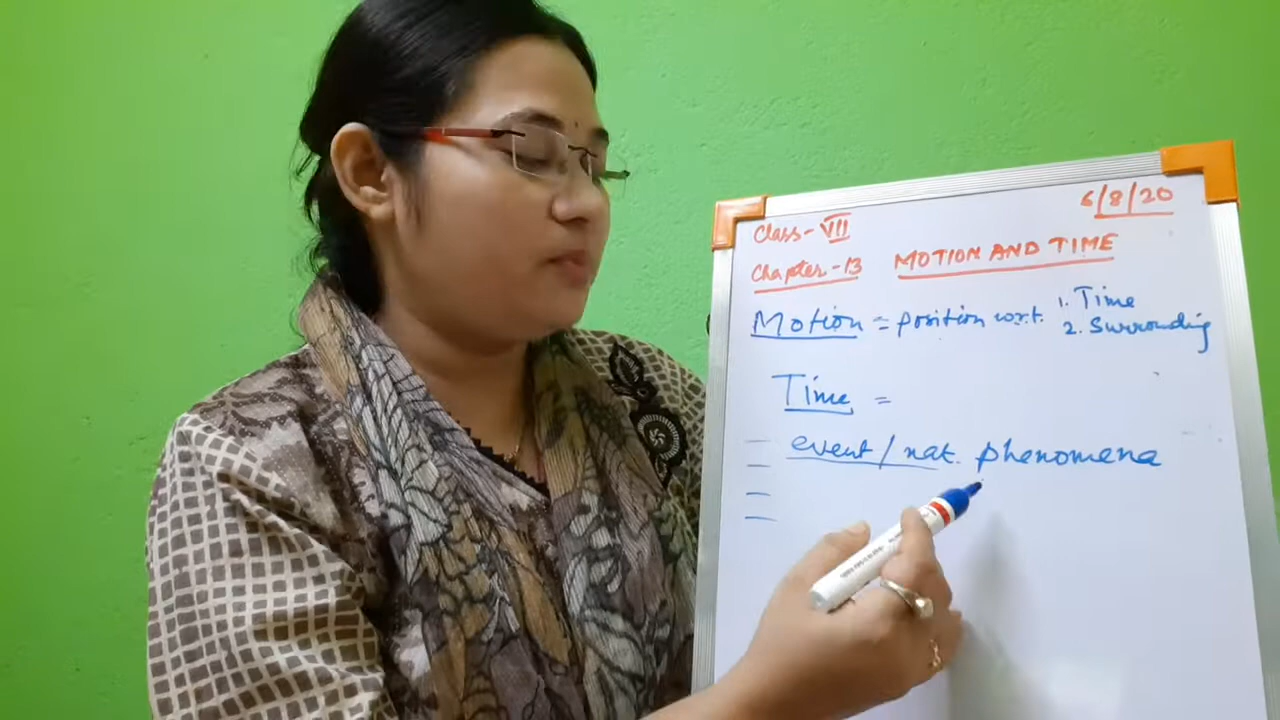 6/8/20
Class - VII
Chapter - 13 MOTION AND TIME
Motion = position w.r.t. 1. Time
2. Surrounding
Time =
event / nat. phenomena